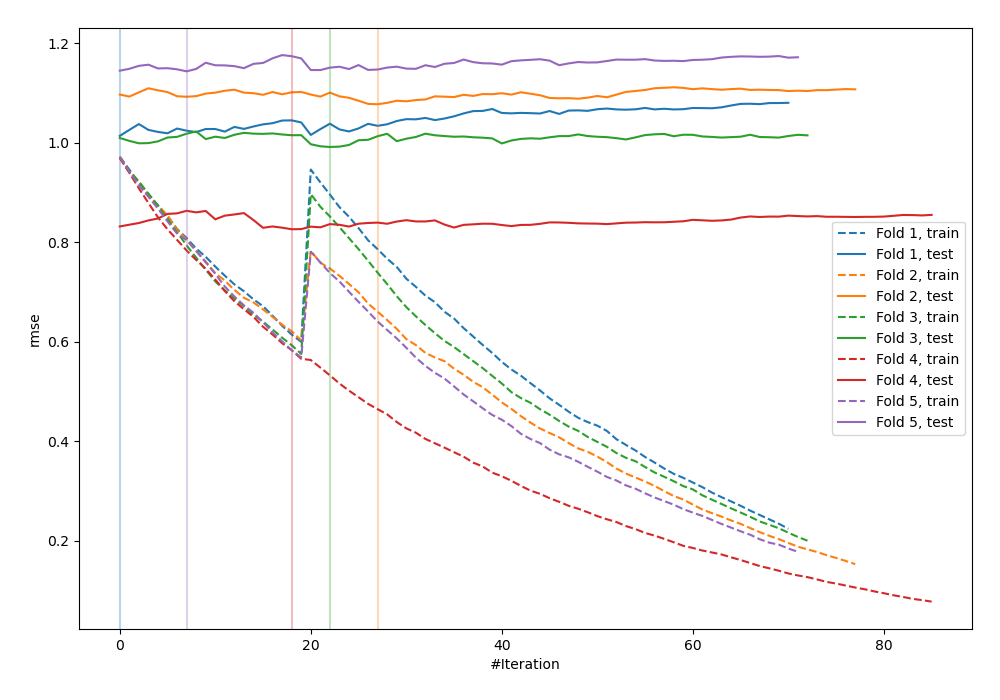 1.2
1.0
0.8
0.6
0.4
0.2
rmse
0
20
40
60
80
#Iteration
Fold 1, train
Fold 1, test
Fold 2, train
Fold 2, test
Fold 3, train
Fold 3, test
Fold 4, train
Fold 4, test
Fold 5, train
Fold 5, test